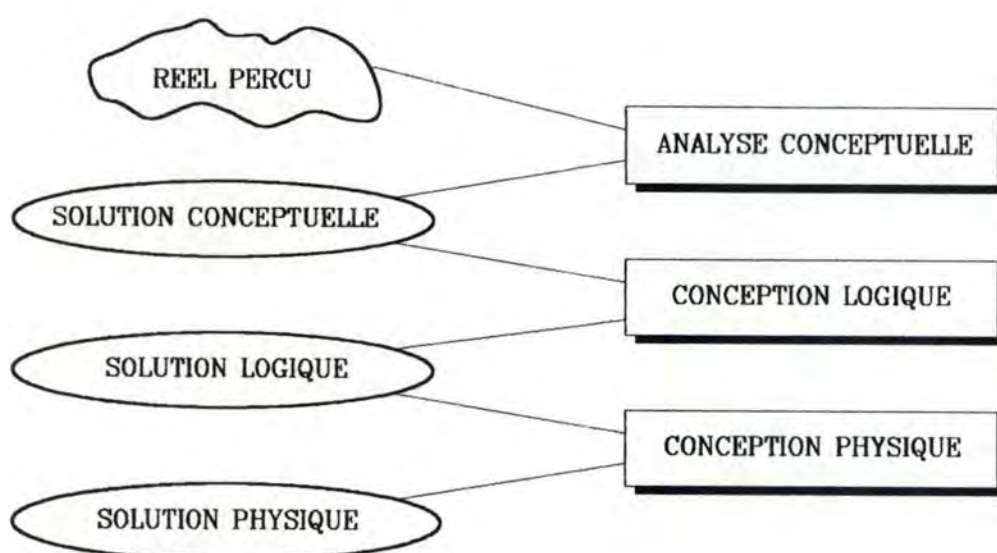 REEL PERCU
ANALYSE CONCEPTUELLE
SOLUTION CONCEPTUELLE
CONCEPTION LOGIQUE
SOLUTION LOGIQUE
CONCEPTION PHYSIQUE
SOLUTION PHYSIQUE